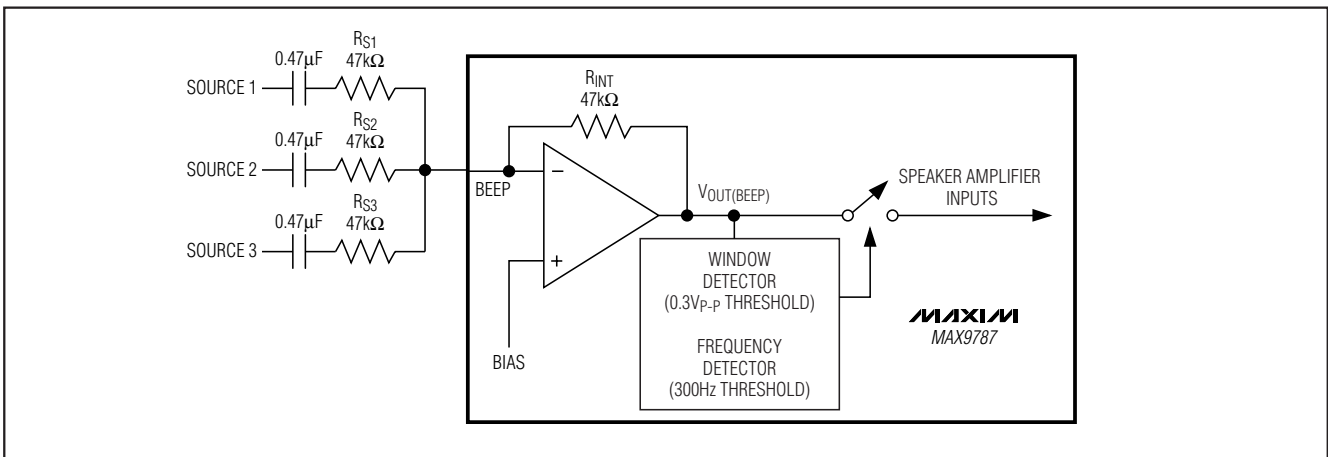 0.47μF
RS1
47kΩ
SOURCE 1
0.47μF
RS2
47kΩ
SOURCE 2
0.47μF
RS3
47kΩ
SOURCE 3
BEEP
RINT
47kΩ
−
+
BIAS
VOUT(BEEP)
WINDOW
DETECTOR
(0.3VP-P THRESHOLD)
FREQUENCY
DETECTOR
(300Hz THRESHOLD)
SPEAKER AMPLIFIER
INPUTS
MAXIM
MAX9787